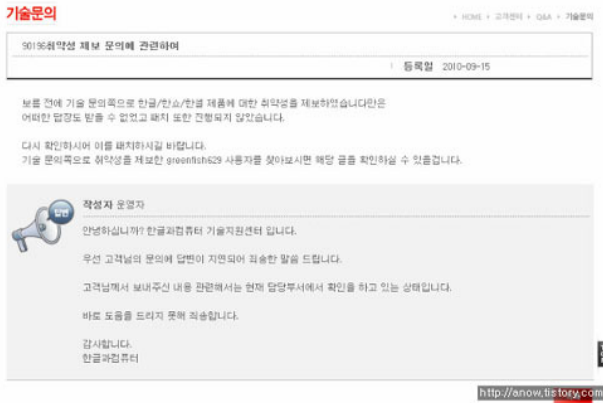 기술문의
HOME 고객센터 Q&A 기술문의
90196취약성 제보 문의에 관련하여
등록일 2010-09-15
보름 전에 기술 문의쪽으로 한글/한쇼/한셀 제품에 대한 취약성을 제보하였습니다만은
어떠한 답장도 받을 수 없었고 패치 또한 진행되지 않았습니다.
다시 확인하시어 이를 패치하시길 바랍니다.
기술 문의쪽으로 취약성을 제보한 greenfish629 사용자를 찾아보시면 해당 글을 확인하실 수 있을겁니다.
답변
작성자 운영자
안녕하십니까? 한글과컴퓨터 기술지원센터 입니다.
우선 고객님의 문의에 답변이 지연되어 죄송한 말씀 드립니다.
고객님께서 보내주신 내용 관련해서는 현재 담당부서에서 확인을 하고 있는 상태입니다.
바로 도움을 드리지 못해 죄송합니다.
감사합니다.
한글과컴퓨터
http://anow.tistory.com